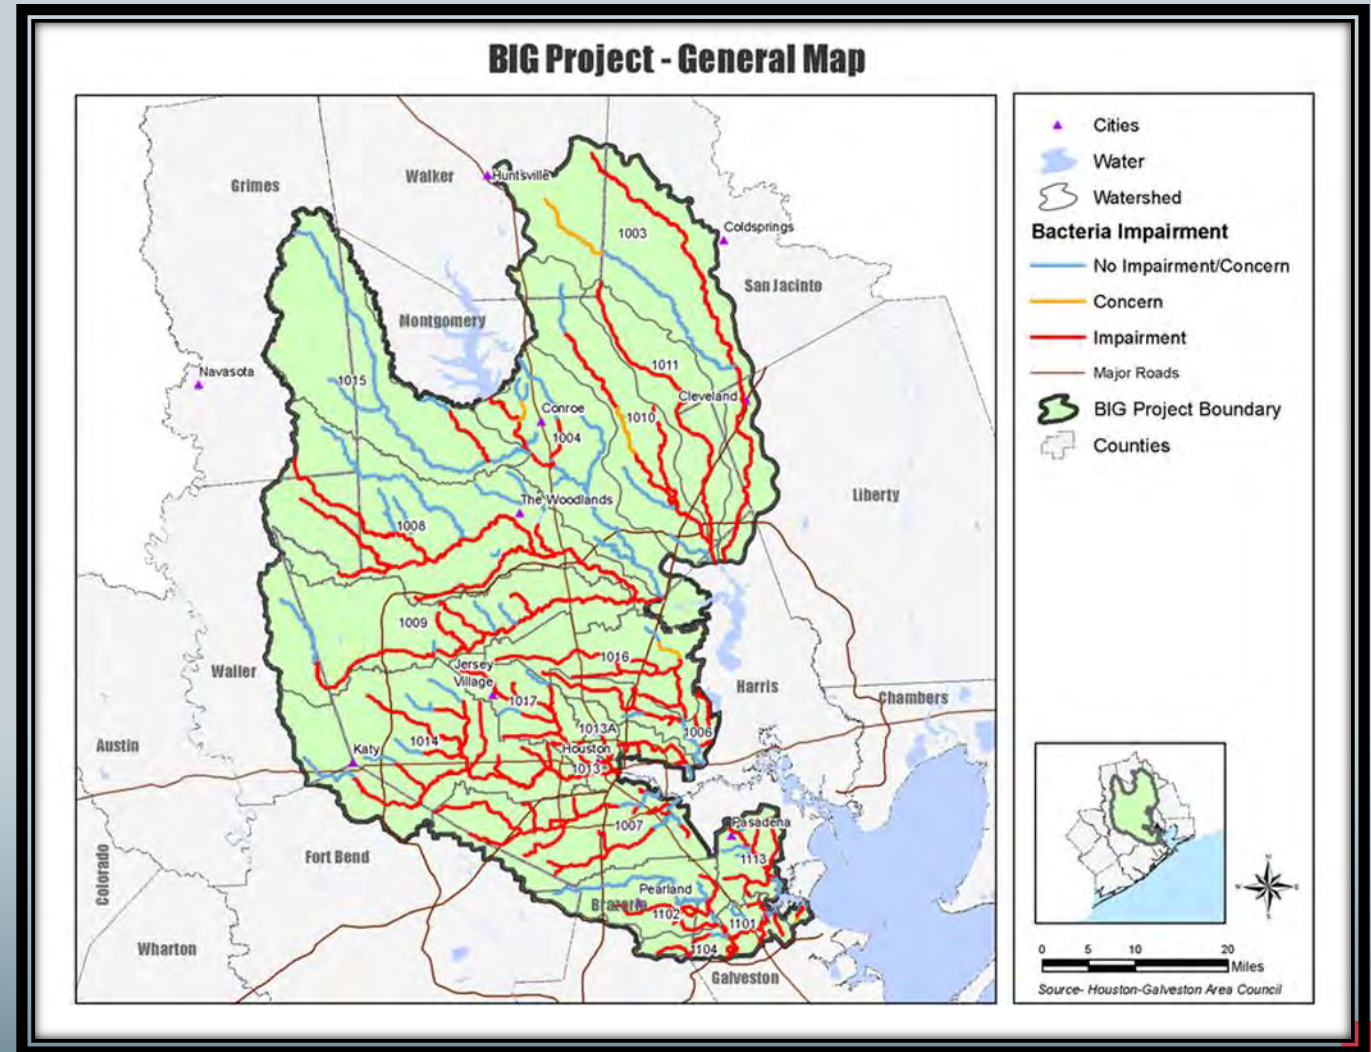 BIG Project - General Map
Grimes
Walker
Huntsville
1003
Coldsprings
San Jacinto
Montgomery
Navasota
1015
1011
Cleveland
Conroe
1010
1004
The Woodlands
Liberty
1008
1009
Waller
Jersey
Village
1016
1017
Harris
Chambers
1013A
1006
Austin
Katy
1014
Houston
1013
1007
Pasadena
1113
Fort Bend
Colorado
Pearland
Brazoria
1102
1101
1104
Wharton
Galveston
Cities
Water
Watershed
Bacteria Impairment
No Impairment/Concern
Concern
Impairment
Major Roads
BIG Project Boundary
Counties
N
W
E
S
0 5 10 20
Miles
Source- Houston-Galveston Area Council